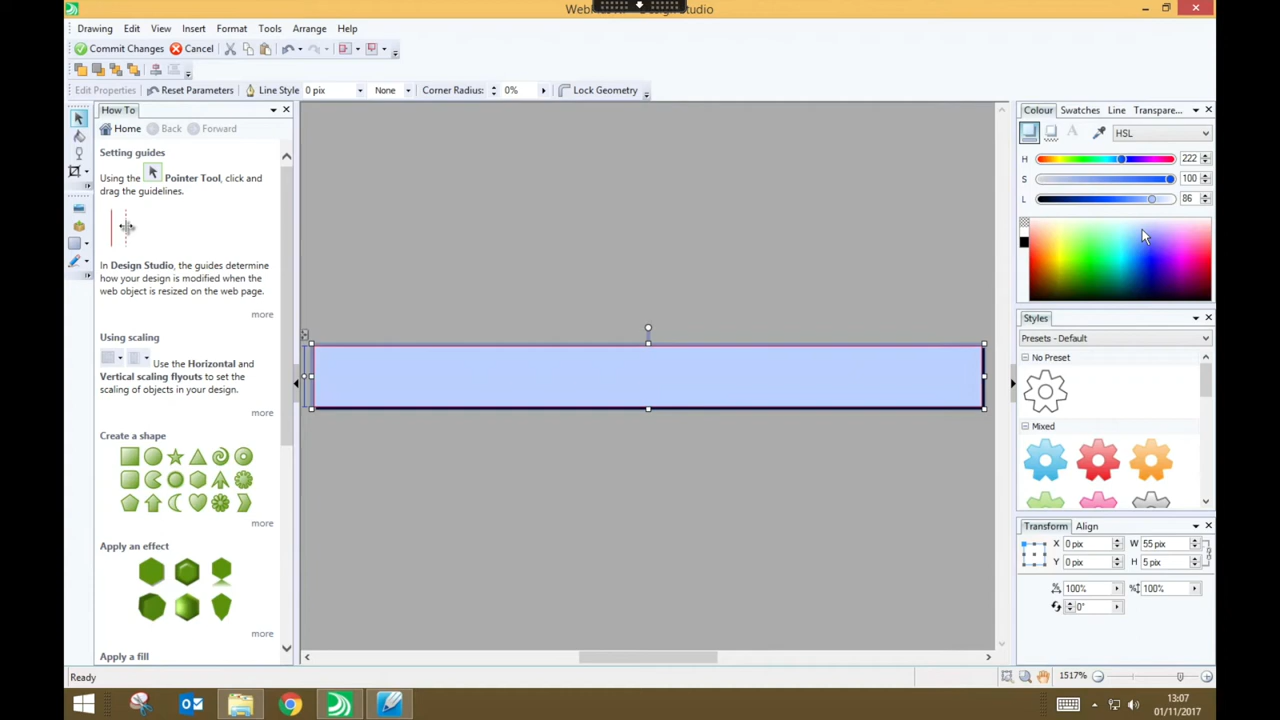 Drawing Edit View Insert Format Tools Arrange Help
Commit Changes Cancel
Edit Properties Reset Parameters Line Style 0 pix None Corner Radius: 0% Lock Geometry
How To
Home Back Forward
Setting guides
Using the Pointer Tool, click and
drag the guidelines.
In Design Studio, the guides determine
how your design is modified when the
web object is resized on the web page.
more
Using scaling
Use the Horizontal and
Vertical scaling flyouts to set the
scaling of objects in your design.
more
Create a shape
more
Apply an effect
more
Apply a fill
Colour Swatches Line Transpare...
HSL
H 222
S 100
L 86
Styles
Presets - Default
No Preset
Mixed
Transform Align
X 0 pix W 55 pix
Y 0 pix H 5 pix
100% 100%
0°
Ready 1517%
13:07
01/11/2017